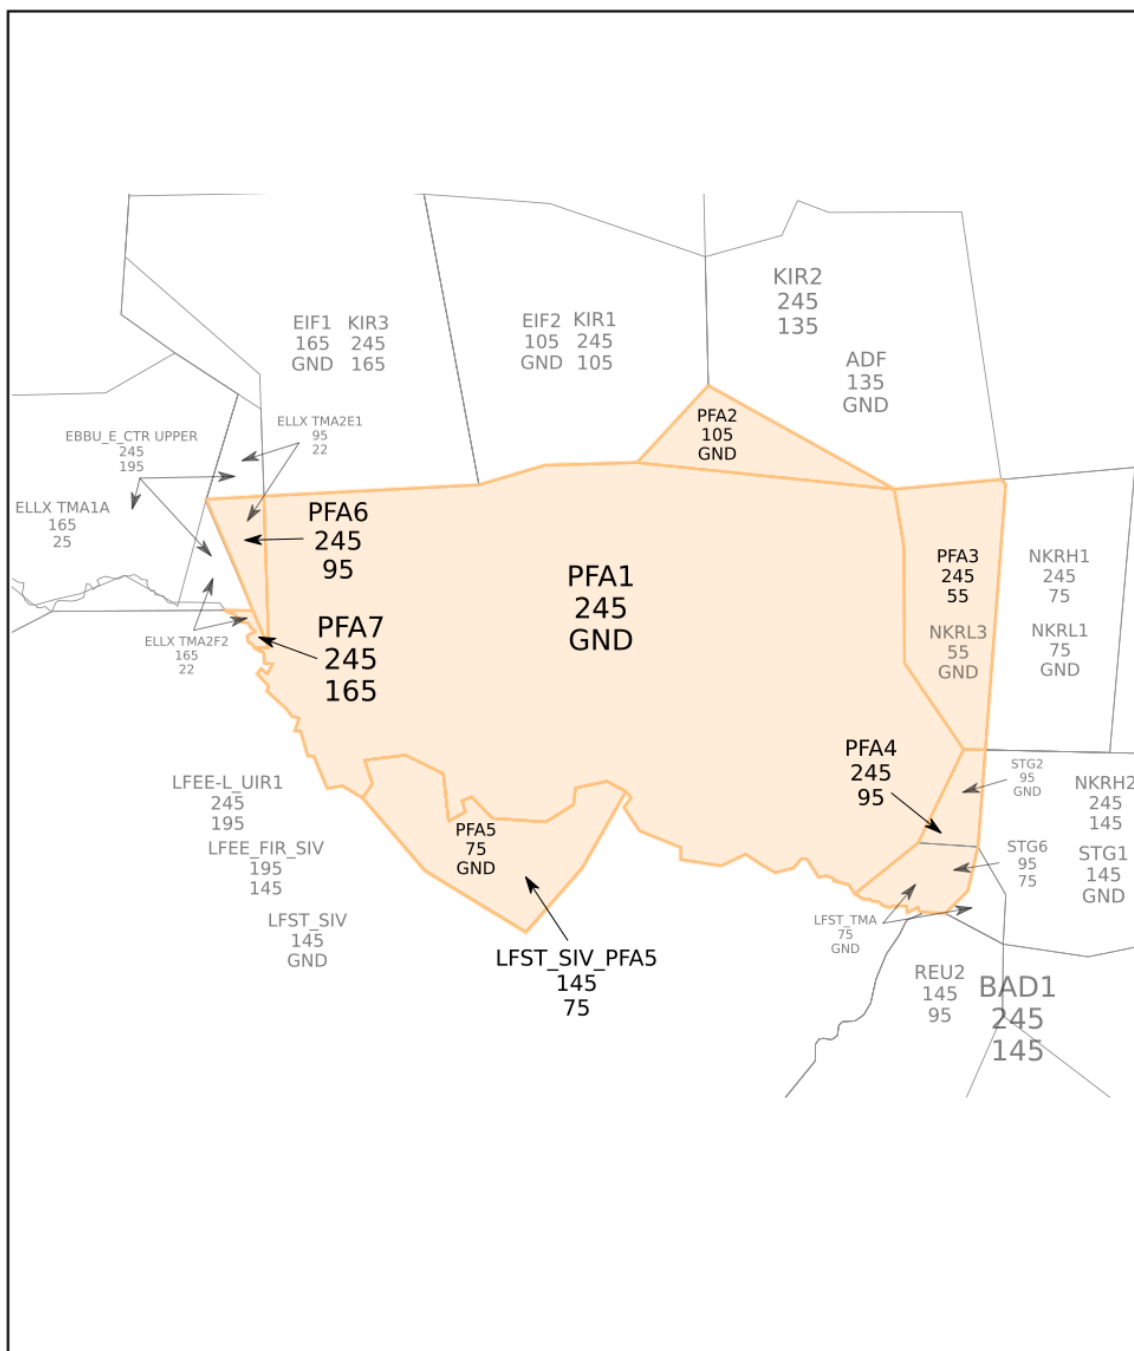 KIR2
245
135
EIF1
165
GND
KIR3
245
165
EIF2
105
GND
KIR1
245
105
ADF
135
GND
PFA2
105
GND
ELLX TMA2E1
95
22
EBBU_E_CTR UPPER
245
195
ELLX TMA1A
165
25
PFA6
245
95
PFA1
245
GND
PFA3
245
55
NKRH1
245
75
NKRL3
55
GND
NKRL1
75
GND
PFA7
245
165
ELLX TMA2F2
165
22
PFA4
245
95
STG2
95
GND
LFEE-L_UIR1
245
195
NKRH2
245
145
PFA5
75
GND
LFEE_FIR_SIV
195
145
STG6
95
75
STG1
145
GND
LFST_SIV
145
GND
LFST_TMA
75
GND
LFST_SIV_PFA5
145
75
REU2
145
95
BAD1
245
145